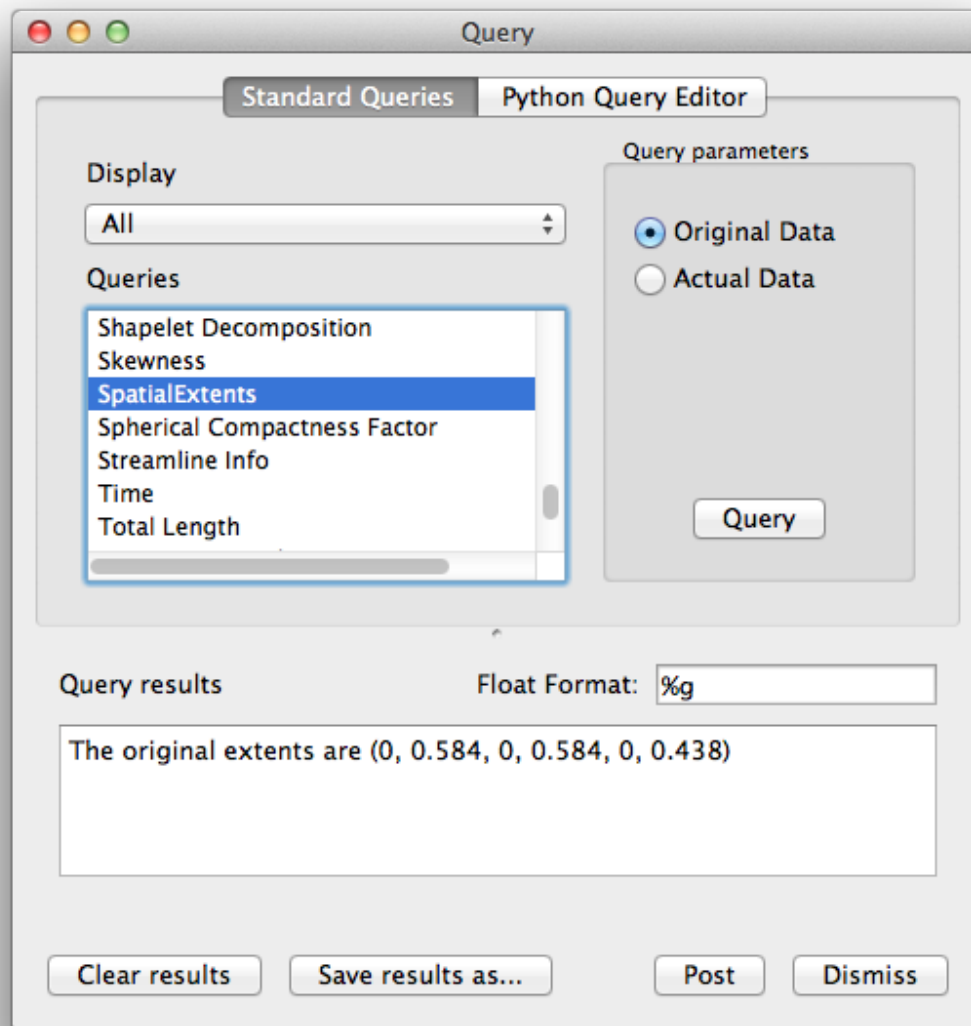 Query
Standard Queries
Python Query Editor
Display
All
Queries
Shapelet Decomposition
Skewness
SpatialExtents
Spherical Compactness Factor
Streamline Info
Time
Total Length
Query parameters
Original Data
Actual Data
Query
Query results
Float Format: %g
The original extents are (0, 0.584, 0, 0.584, 0, 0.438)
Clear results
Save results as...
Post
Dismiss